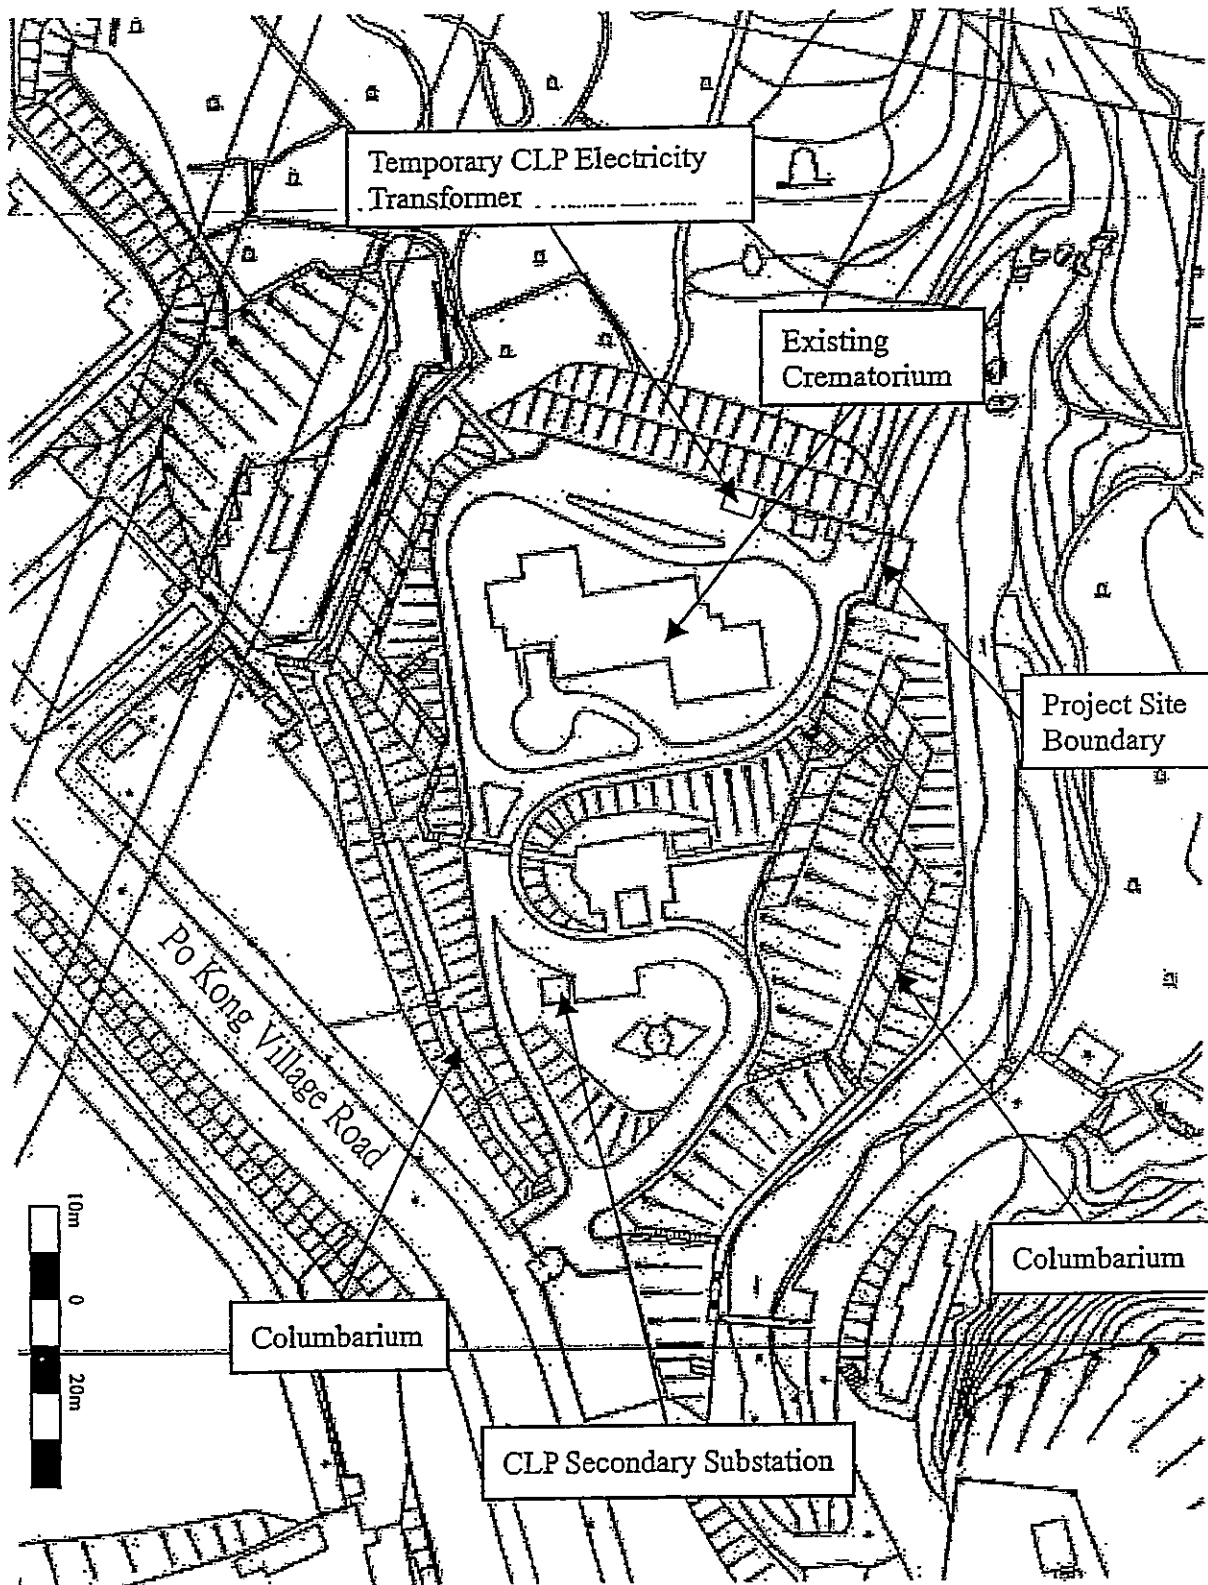 Temporary CLP Electricity
Transformer
Existing
Crematorium
Project Site
Boundary
Po Kong Village Road
10m
0
20m
Columbarium
Columbarium
CLP Secondary Substation